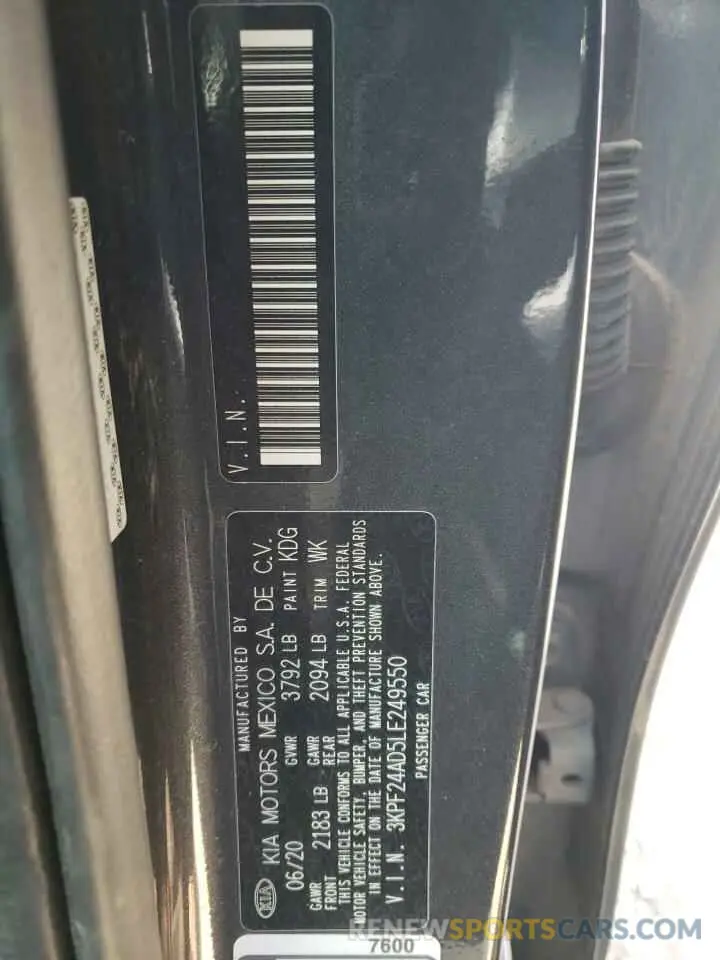 V.I.N.
MANUFACTURED BY
KIA KIA MOTORS MEXICO S.A. DE C.V.
06/20 GVWR 3792 LB PAINT KDG
GAWR FRONT 2183 LB GAWR REAR 2094 LB TRIM WK
THIS VEHICLE CONFORMS TO ALL APPLICABLE U.S.A. FEDERAL
MOTOR VEHICLE SAFETY, BUMPER, AND THEFT PREVENTION STANDARDS
IN EFFECT ON THE DATE OF MANUFACTURE SHOWN ABOVE.
V.I.N. 3KPF24AD5LE249550
PASSENGER CAR
7600
RENEWSPORTSCARS.COM